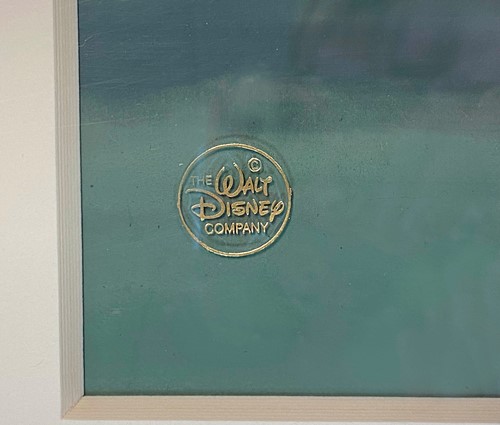 ©
THE WALT
DISNEY
COMPANY